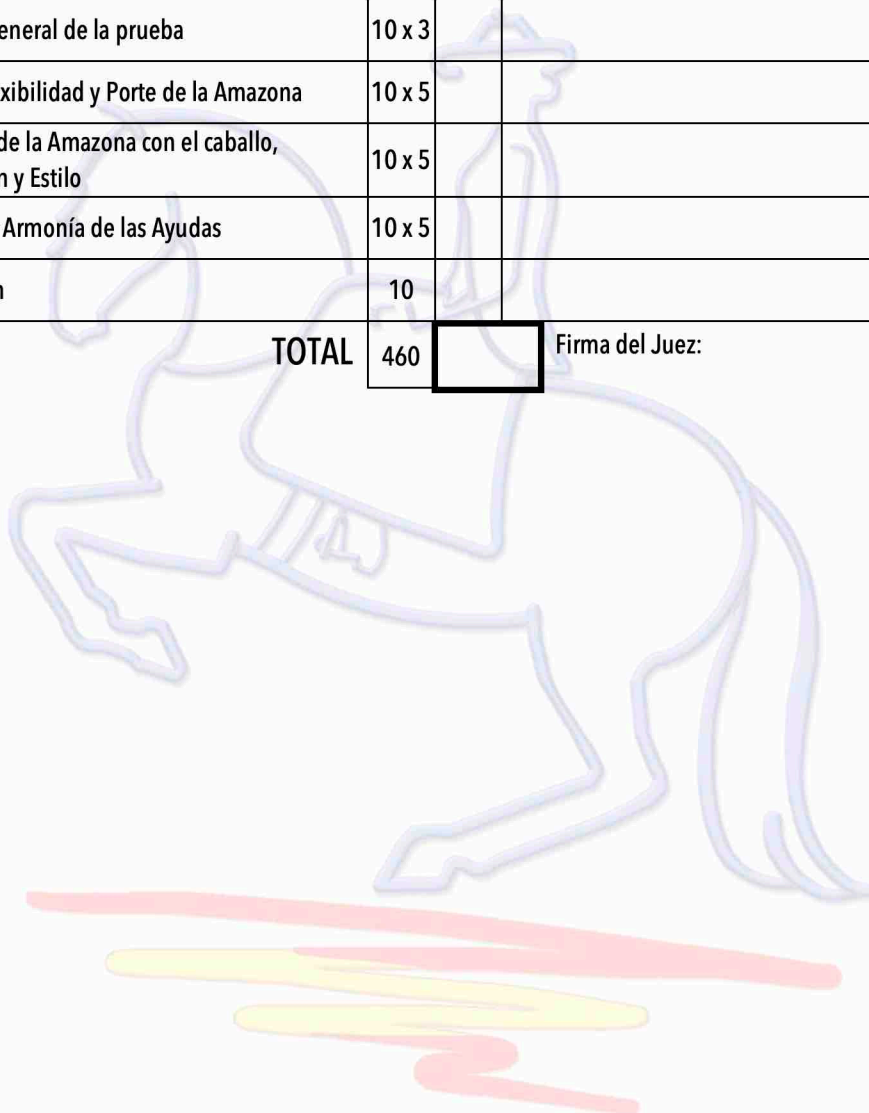 eneral de la prueba 10 x 3
xibilidad y Porte de la Amazona 10 x 5
de la Amazona con el caballo,
n y Estilo 10 x 5
Armonía de las Ayudas 10 x 5
n 10
TOTAL 460 Firma del Juez: